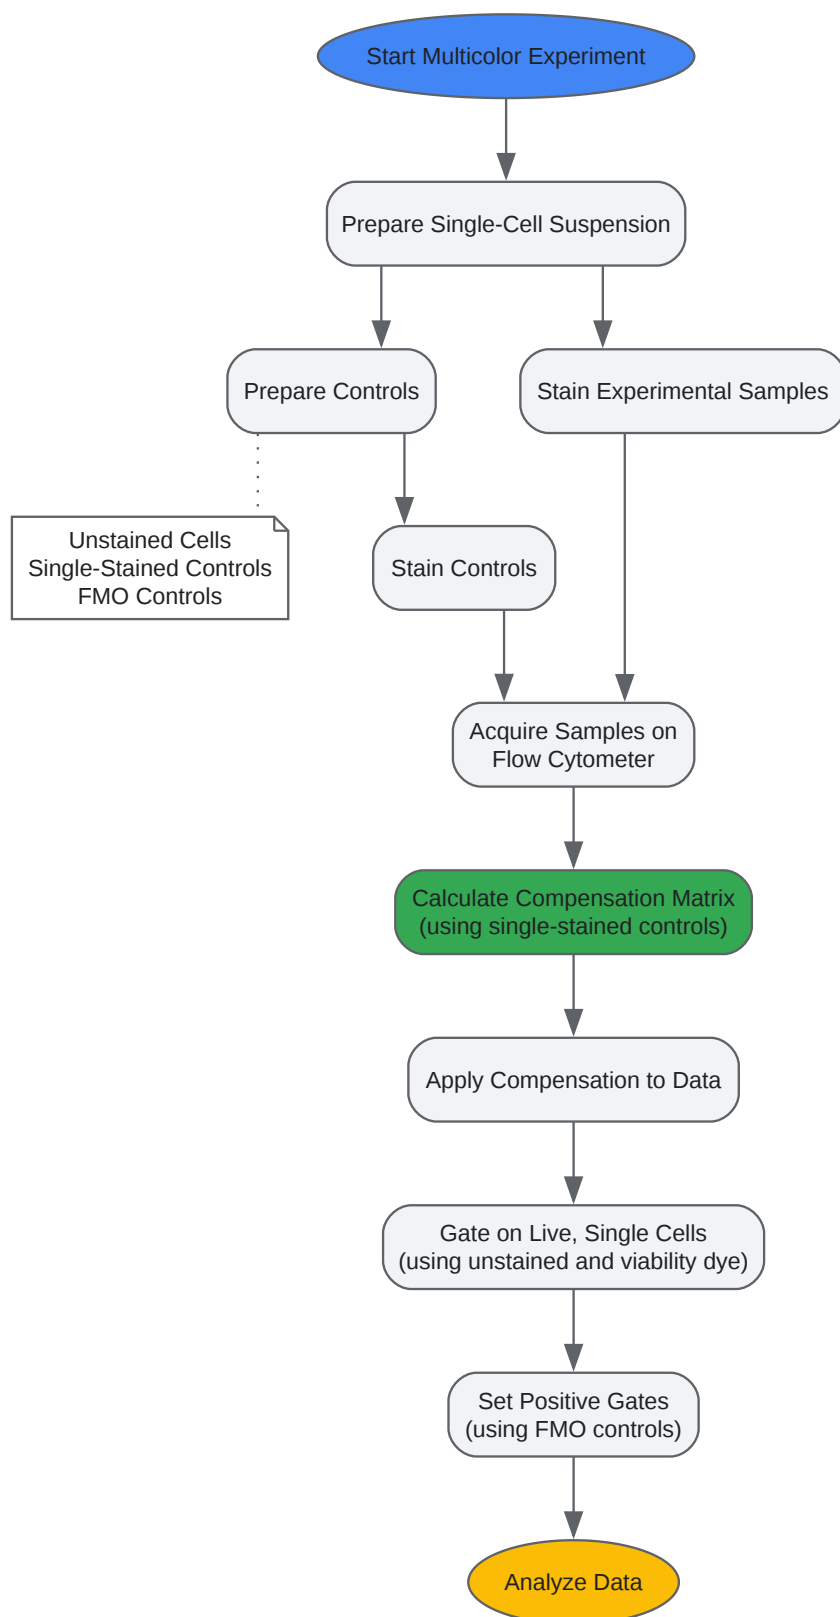 Start Multicolor Experiment
Prepare Single-Cell Suspension
Prepare Controls
Stain Experimental Samples
Unstained Cells
Single-Stained Controls
FMO Controls
Stain Controls
Acquire Samples on
Flow Cytometer
Calculate Compensation Matrix
(using single-stained controls)
Apply Compensation to Data
Gate on Live, Single Cells
(using unstained and viability dye)
Set Positive Gates
(using FMO controls)
Analyze Data